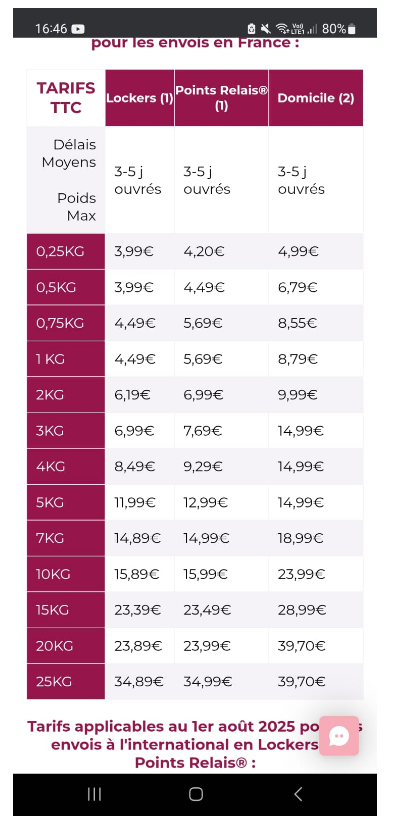 16:46 Vo) LTE1 80%
pour les envois en France :
TARIFS TTC Lockers (1) Points Relais® (1) Domicile (2)
Délais Moyens
Poids Max
3-5 j ouvrés 3-5 j ouvrés 3-5 j ouvrés
0,25KG 3,99€ 4,20€ 4,99€
0,5KG 3,99€ 4,49€ 6,79€
0,75KG 4,49€ 5,69€ 8,55€
1 KG 4,49€ 5,69€ 8,79€
2KG 6,19€ 6,99€ 9,99€
3KG 6,99€ 7,69€ 14,99€
4KG 8,49€ 9,29€ 14,99€
5KG 11,99€ 12,99€ 14,99€
7KG 14,89€ 14,99€ 18,99€
10KG 15,89€ 15,99€ 23,99€
15KG 23,39€ 23,49€ 28,99€
20KG 23,89€ 23,99€ 39,70€
25KG 34,89€ 34,99€ 39,70€
Tarifs applicables au 1er août 2025 po s
envois à l'international en Lockers
Points Relais® :